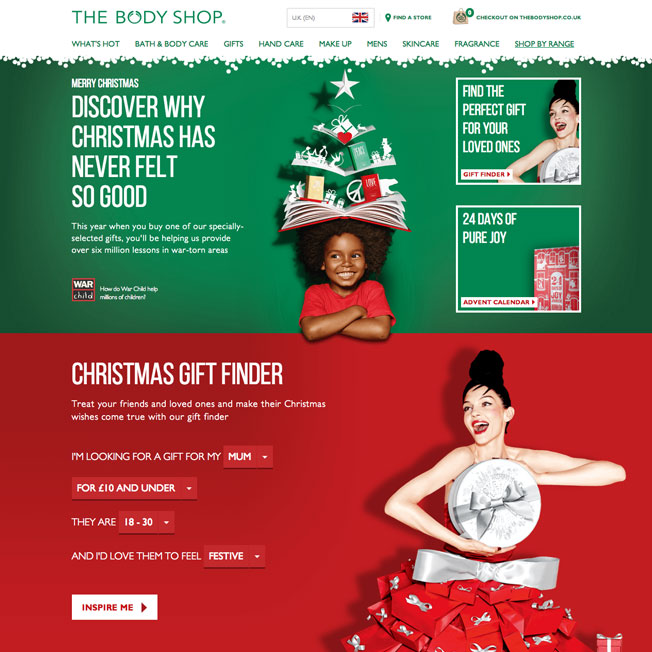 THE BODY SHOP®
U.K. (EN)
FIND A STORE
0
CHECKOUT ON THEBODYSHOP.CO.UK
WHAT'S HOT
BATH & BODY CARE
GIFTS
HAND CARE
MAKE UP
MENS
SKINCARE
FRAGRANCE
SHOP BY RANGE
MERRY CHRISTMAS
DISCOVER WHY
CHRISTMAS HAS
NEVER FELT
SO GOOD
This year when you buy one of our specially-
selected gifts, you'll be helping us provide
over six million lessons in war-torn areas
WAR
child
How do War Child help
millions of children?
PEACE
LOVE
FIND THE
PERFECT GIFT
FOR YOUR
LOVED ONES
GIFT FINDER
24 DAYS OF
PURE JOY
ADVENT CALENDAR
CHRISTMAS GIFT FINDER
Treat your friends and loved ones and make their Christmas
wishes come true with our gift finder
I'M LOOKING FOR A GIFT FOR MY MUM
FOR £10 AND UNDER
THEY ARE 18 - 30
AND I'D LOVE THEM TO FEEL FESTIVE
INSPIRE ME